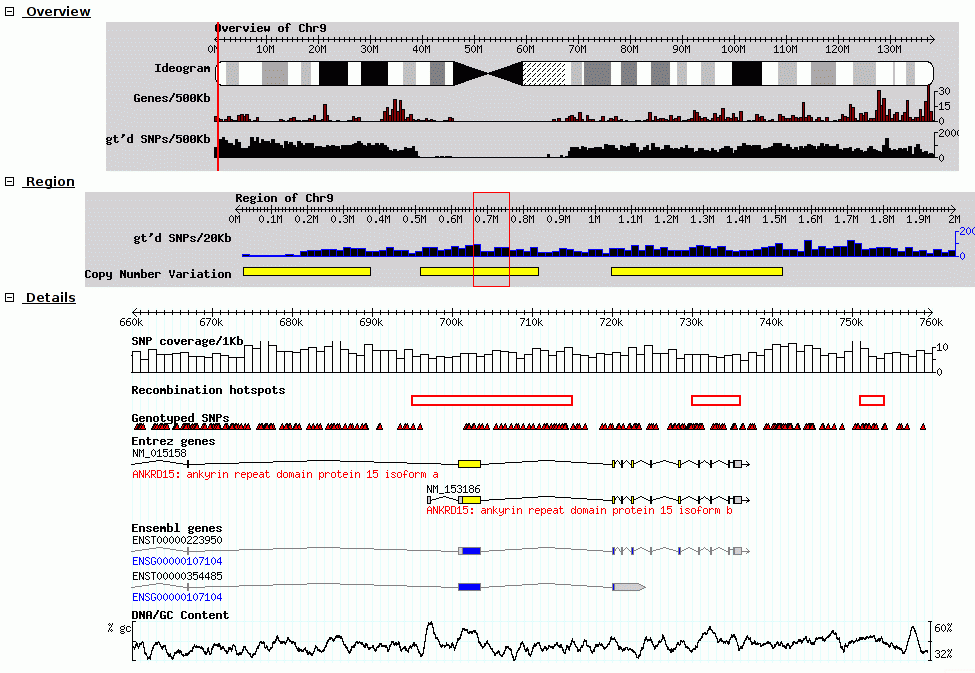 Overview
Overview of Chr9
0M 10M 20M 30M 40M 50M 60M 70M 80M 90M 100M 110M 120M 130M
Ideogram
Genes/500Kb
30
15
0
gt'd SNPs/500Kb
2000
0
Region
Region of Chr9
0M 0.1M 0.2M 0.3M 0.4M 0.5M 0.6M 0.7M 0.8M 0.9M 1M 1.1M 1.2M 1.3M 1.4M 1.5M 1.6M 1.7M 1.8M 1.9M 2M
gt'd SNPs/20Kb
200
0
Copy Number Variation
Details
660k 670k 680k 690k 700k 710k 720k 730k 740k 750k 760k
SNP coverage/1Kb
10
0
Recombination hotspots
Genotyped SNPs
Entrez genes
NM_015158
ANKRD15: ankyrin repeat domain protein 15 isoform a
NM_153186
ANKRD15: ankyrin repeat domain protein 15 isoform b
Ensembl genes
ENST00000223950
ENSG00000107104
ENST00000354485
ENSG00000107104
DNA/GC Content
% gc
60%
32%